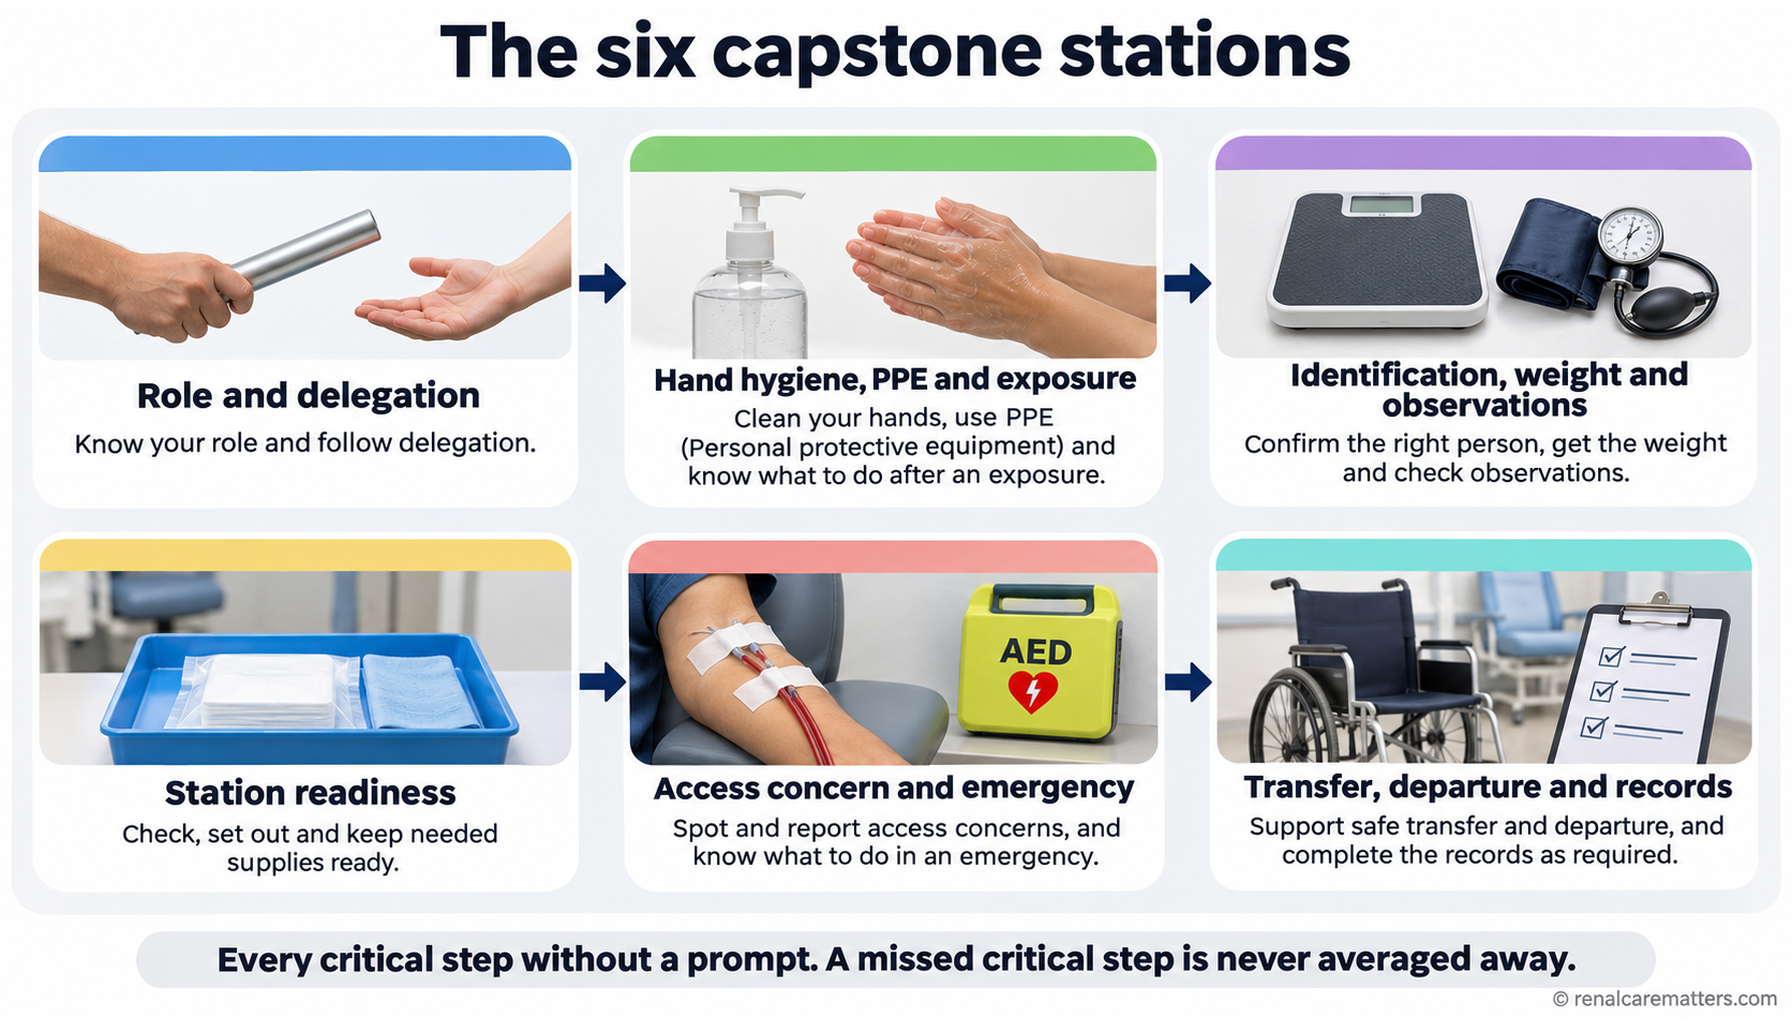 The six capstone stations
Role and delegation
Know your role and follow delegation.
Hand hygiene, PPE and exposure
Clean your hands, use PPE
(Personal protective equipment) and
know what to do after an exposure.
Identification, weight and
observations
Confirm the right person, get the weight
and check observations.
Station readiness
Check, set out and keep needed
supplies ready.
AED
Access concern and emergency
Spot and report access concerns, and
know what to do in an emergency.
Transfer, departure and records
Support safe transfer and departure, and
complete the records as required.
Every critical step without a prompt. A missed critical step is never averaged away.
© renalcarematters.com